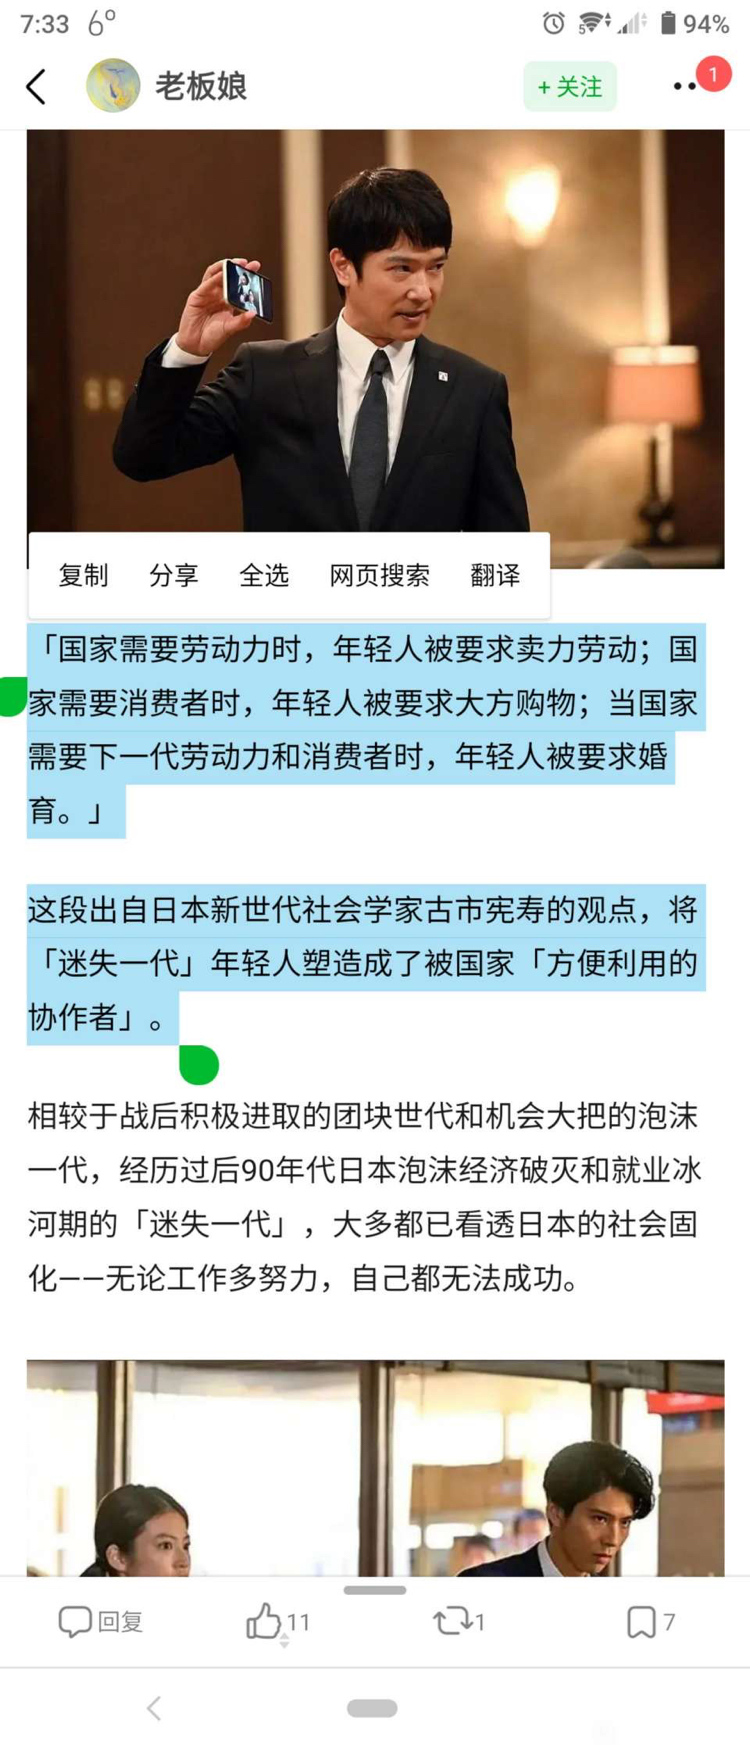 7:33 6°
5 94%
老板娘
+ 关注
1
复制 分享 全选 网页搜索 翻译
「国家需要劳动力时，年轻人被要求卖力劳动；国
家需要消费者时，年轻人被要求大方购物；当国家
需要下一代劳动力和消费者时，年轻人被要求婚
育。」
这段出自日本新世代社会学家古市宪寿的观点，将
「迷失一代」年轻人塑造成了被国家「方便利用的
协作者」。
相较于战后积极进取的团块世代和机会大把的泡沫
一代，经历过后90年代日本泡沫经济破灭和就业冰
河期的「迷失一代」，大多都已看透日本的社会固
化——无论工作多努力，自己都无法成功。
回复 11 1 7